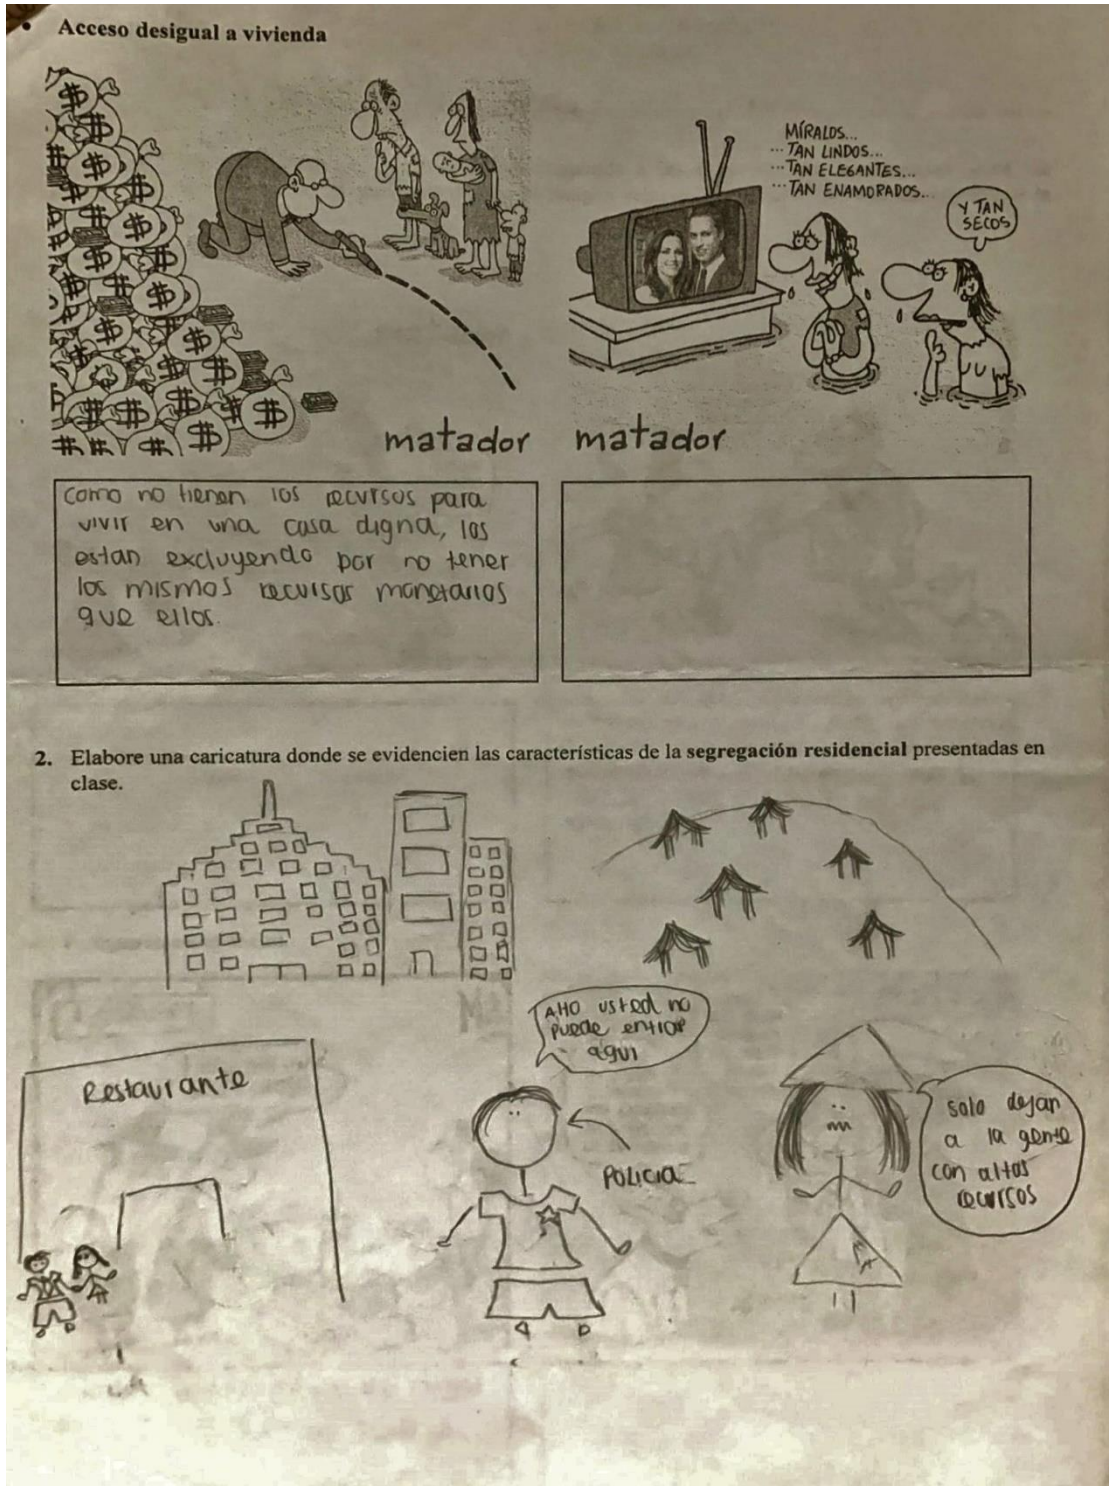 • Acceso desigual a vivienda
MÍRALOS...
...TAN LINDOS...
...TAN ELEGANTES...
...TAN ENAMORADOS...
Y TAN
SECOS
matador
matador
como no tienen los recursos para
vivir en una casa digna, los
estan excluyendo por no tener
los mismos recursos monetarios
que ellos.
2. Elabore una caricatura donde se evidencien las características de la segregación residencial presentadas en
clase.
AHO usted no
puede entrar
aqui
Restaurante
POLICIA
solo dejan
a la gente
con altos
recursos